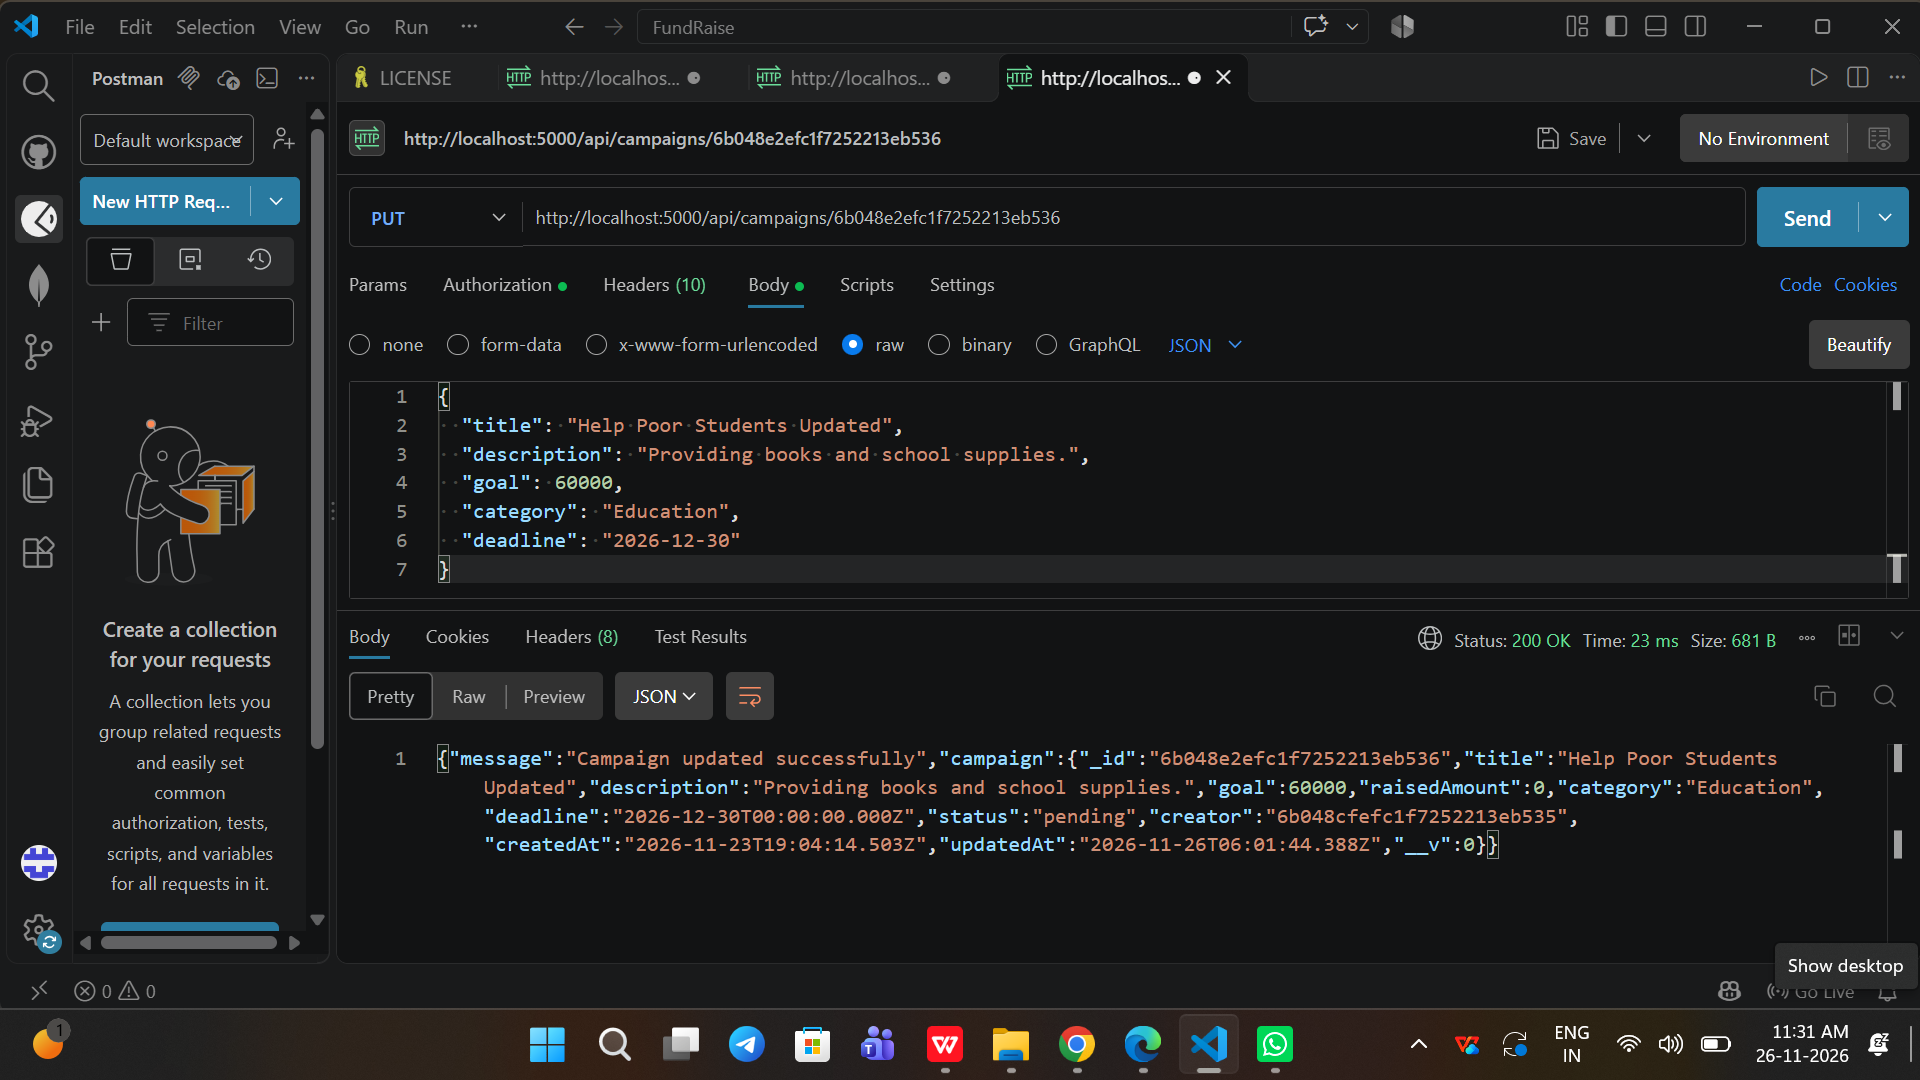 File Edit Selection View Go Run ···
FundRaise
Postman
LICENSE
http://localhos...
http://localhos...
http://localhos...
Default workspace
HTTP
http://localhost:5000/api/campaigns/6b048e2efc1f7252213eb536
Save
No Environment
New HTTP Req...
PUT
http://localhost:5000/api/campaigns/6b048e2efc1f7252213eb536
Send
Params Authorization Headers (10) Body Scripts Settings
Code Cookies
Filter
none form-data x-www-form-urlencoded raw binary GraphQL JSON
Beautify
1 {
2 "title": "Help Poor Students Updated",
3 "description": "Providing books and school supplies.",
4 "goal": 60000,
5 "category": "Education",
6 "deadline": "2026-12-30"
7 }
Create a collection
for your requests
A collection lets you
group related requests
and easily set
common
authorization, tests,
scripts, and variables
for all requests in it.
Body Cookies Headers (8) Test Results
Status: 200 OK Time: 23 ms Size: 681 B
Pretty Raw Preview JSON
1 {"message":"Campaign updated successfully","campaign":{"_id":"6b048e2efc1f7252213eb536","title":"Help Poor Students
Updated","description":"Providing books and school supplies.","goal":60000,"raisedAmount":0,"category":"Education",
"deadline":"2026-12-30T00:00:00.000Z","status":"pending","creator":"6b048cfefc1f7252213eb535",
"createdAt":"2026-11-23T19:04:14.503Z","updatedAt":"2026-11-26T06:01:44.388Z","__v":0}}
Show desktop
0 0
Go Live
1
ENG
IN
11:31 AM
26-11-2026